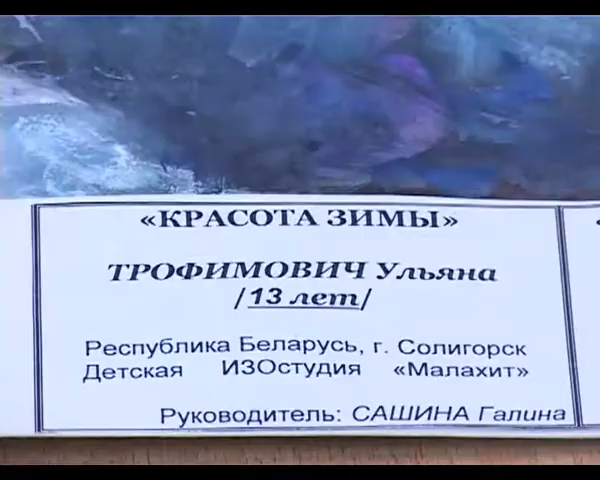 «КРАСОТА ЗИМЫ»
ТРОФИМОВИЧ Ульяна
/13 лет/
Республика Беларусь, г. Солигорск
Детская ИЗОстудия «Малахит»
Руководитель: САШИНА Галина